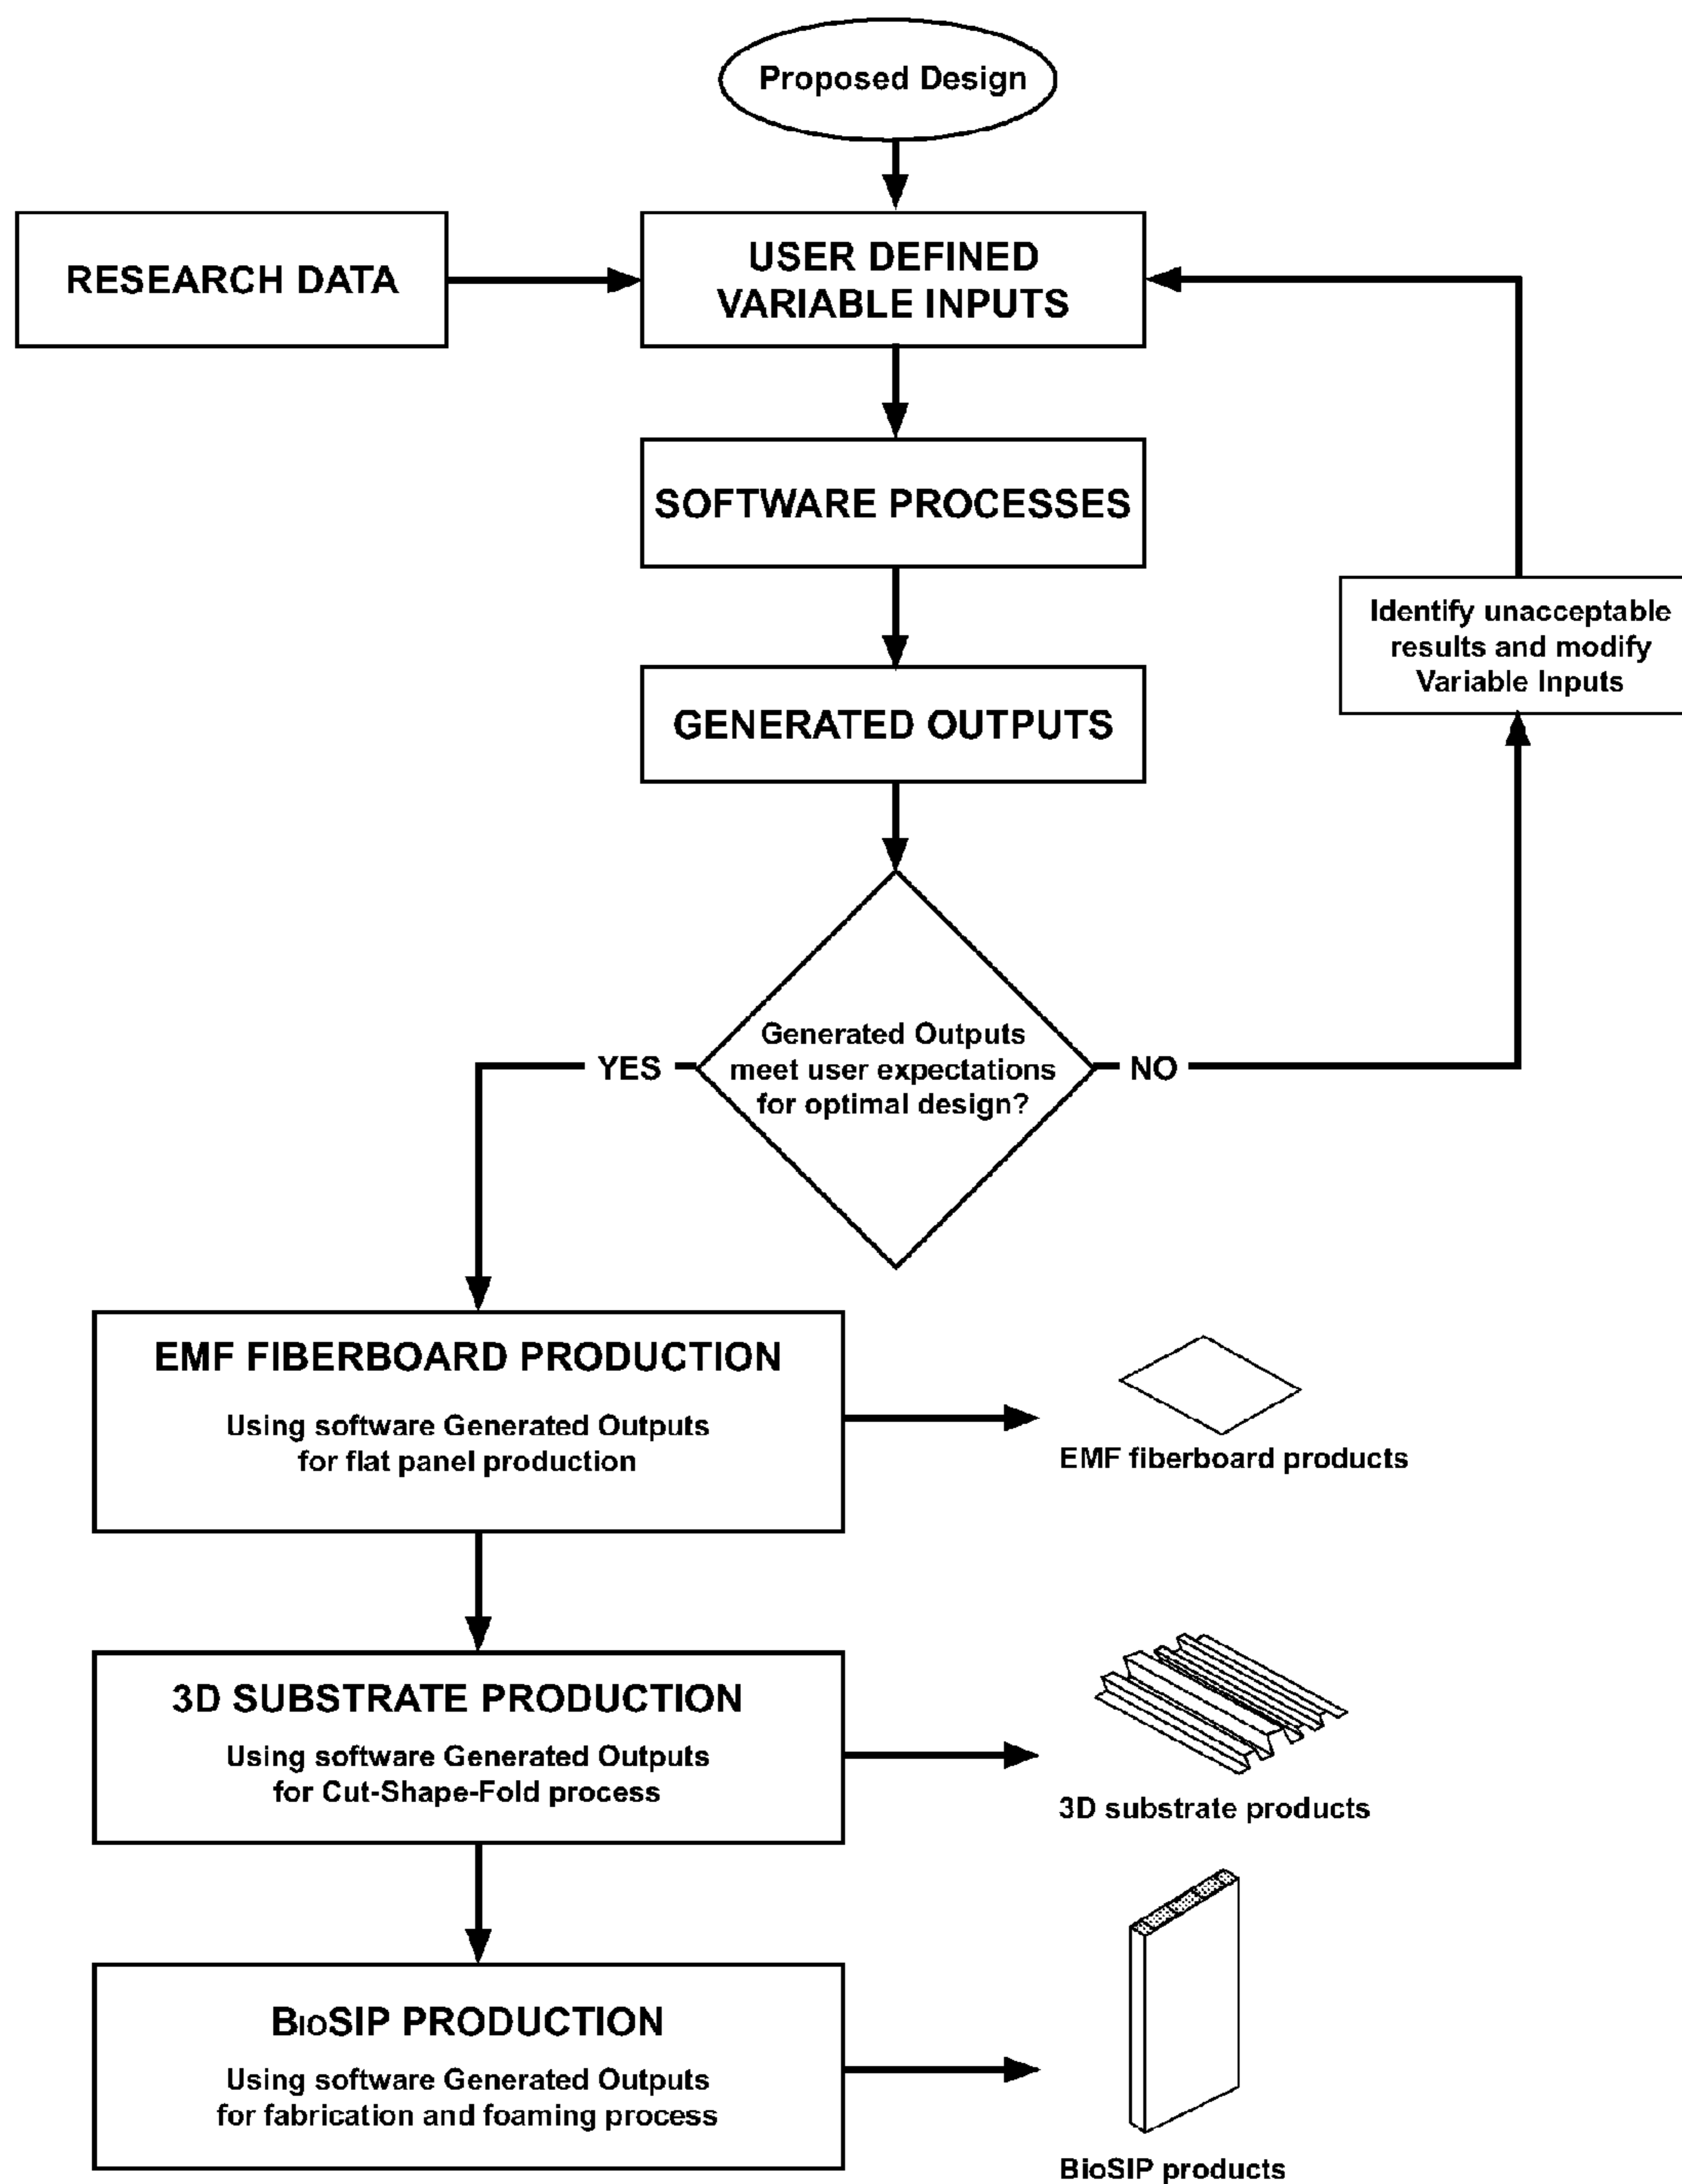 Proposed Design
RESEARCH DATA
USER DEFINED
VARIABLE INPUTS
SOFTWARE PROCESSES
Identify unacceptable
results and modify
Variable Inputs
GENERATED OUTPUTS
Generated Outputs
meet user expectations
for optimal design?
YES
NO
EMF FIBERBOARD PRODUCTION
Using software Generated Outputs
for flat panel production
EMF fiberboard products
3D SUBSTRATE PRODUCTION
Using software Generated Outputs
for Cut-Shape-Fold process
3D substrate products
BIOSIP PRODUCTION
Using software Generated Outputs
for fabrication and foaming process
BioSIP products